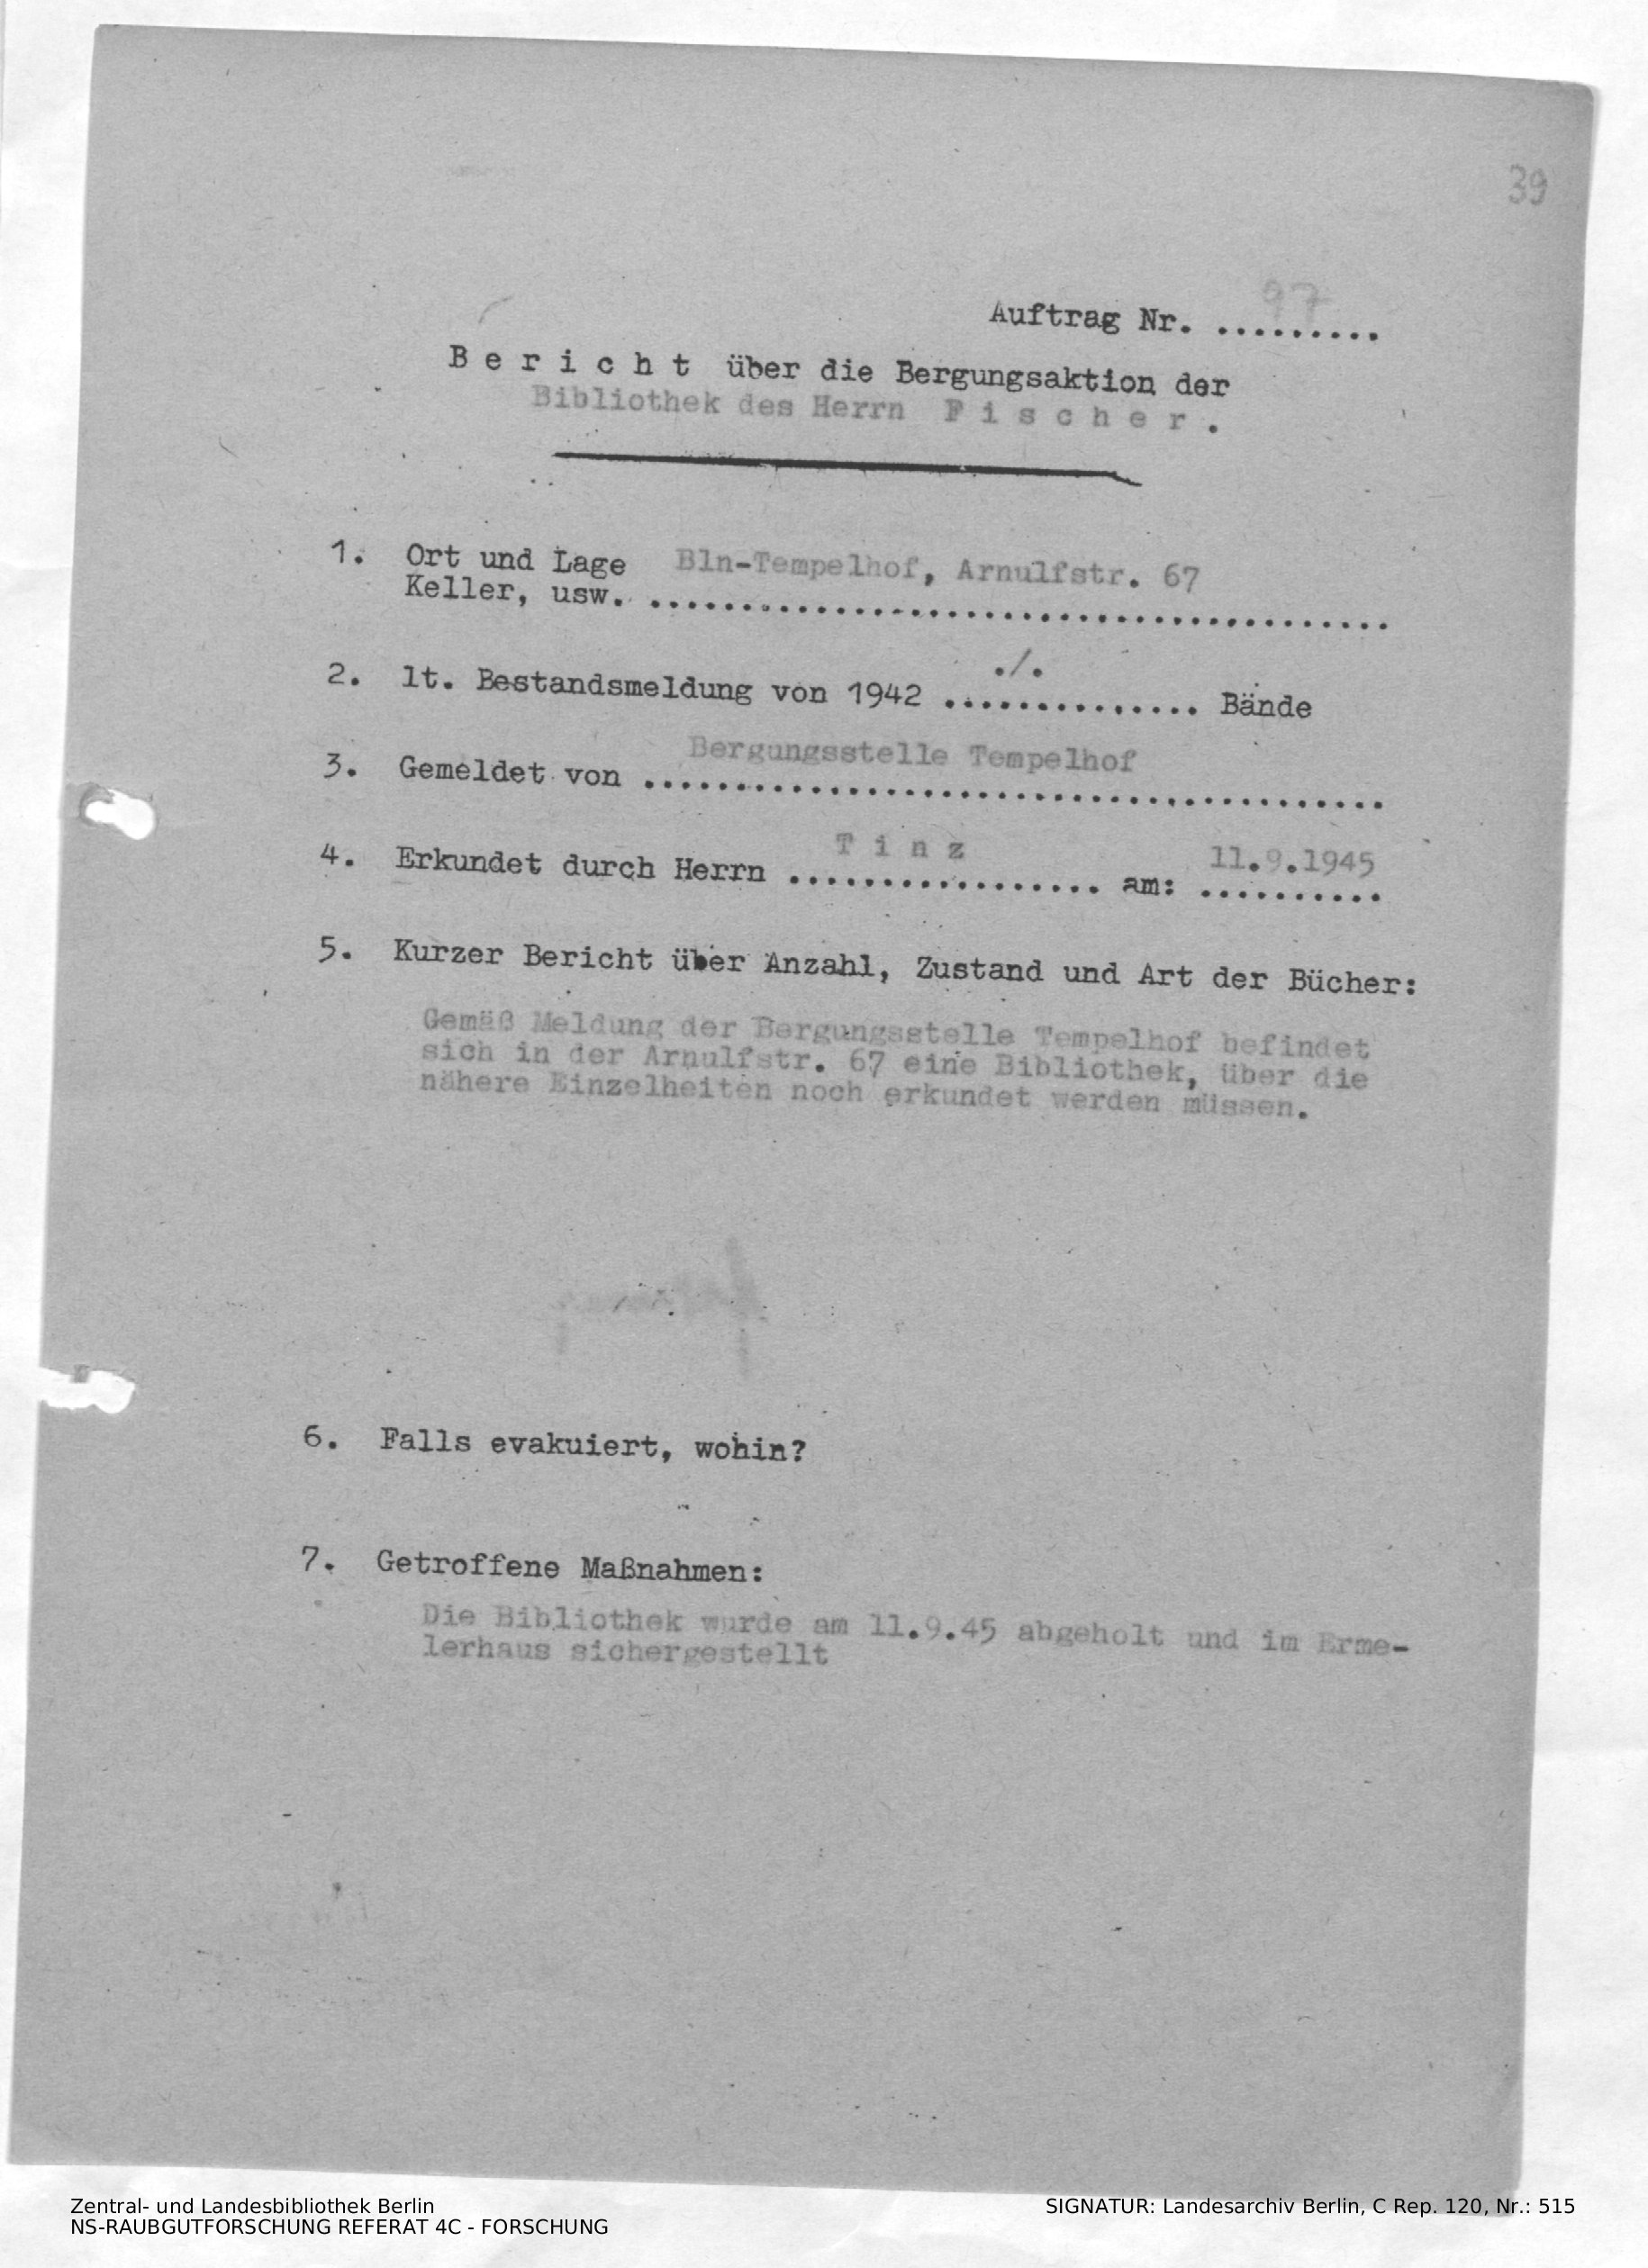 39
Auftrag Nr. ......... 97
B e r i c h t über die Bergungsaktion der
Bibliothek des Herrn F i s c h e r .
1. Ort und Lage Bln-Tempelhof, Arnulfstr. 67
Keller, usw. ........................................
2. lt. Bestandsmeldung von 1942 ...../........ Bände
3. Gemeldet von Bergungsstelle Tempelhof
4. Erkundet durch Herrn T i n z am: 11.9.1945
5. Kurzer Bericht über Anzahl, Zustand und Art der Bücher:
Gemäß Meldung der Bergungsstelle Tempelhof befindet
sich in der Arnulfstr. 67 eine Bibliothek, über die
nähere Einzelheiten noch erkundet werden müssen.
6. Falls evakuiert, wohin?
7. Getroffene Maßnahmen:
Die Bibliothek wurde am 11.9.45 abgeholt und im Erme-
lerhaus sichergestellt
Zentral- und Landesbibliothek Berlin
NS-RAUBGUTFORSCHUNG REFERAT 4C - FORSCHUNG
SIGNATUR: Landesarchiv Berlin, C Rep. 120, Nr.: 515